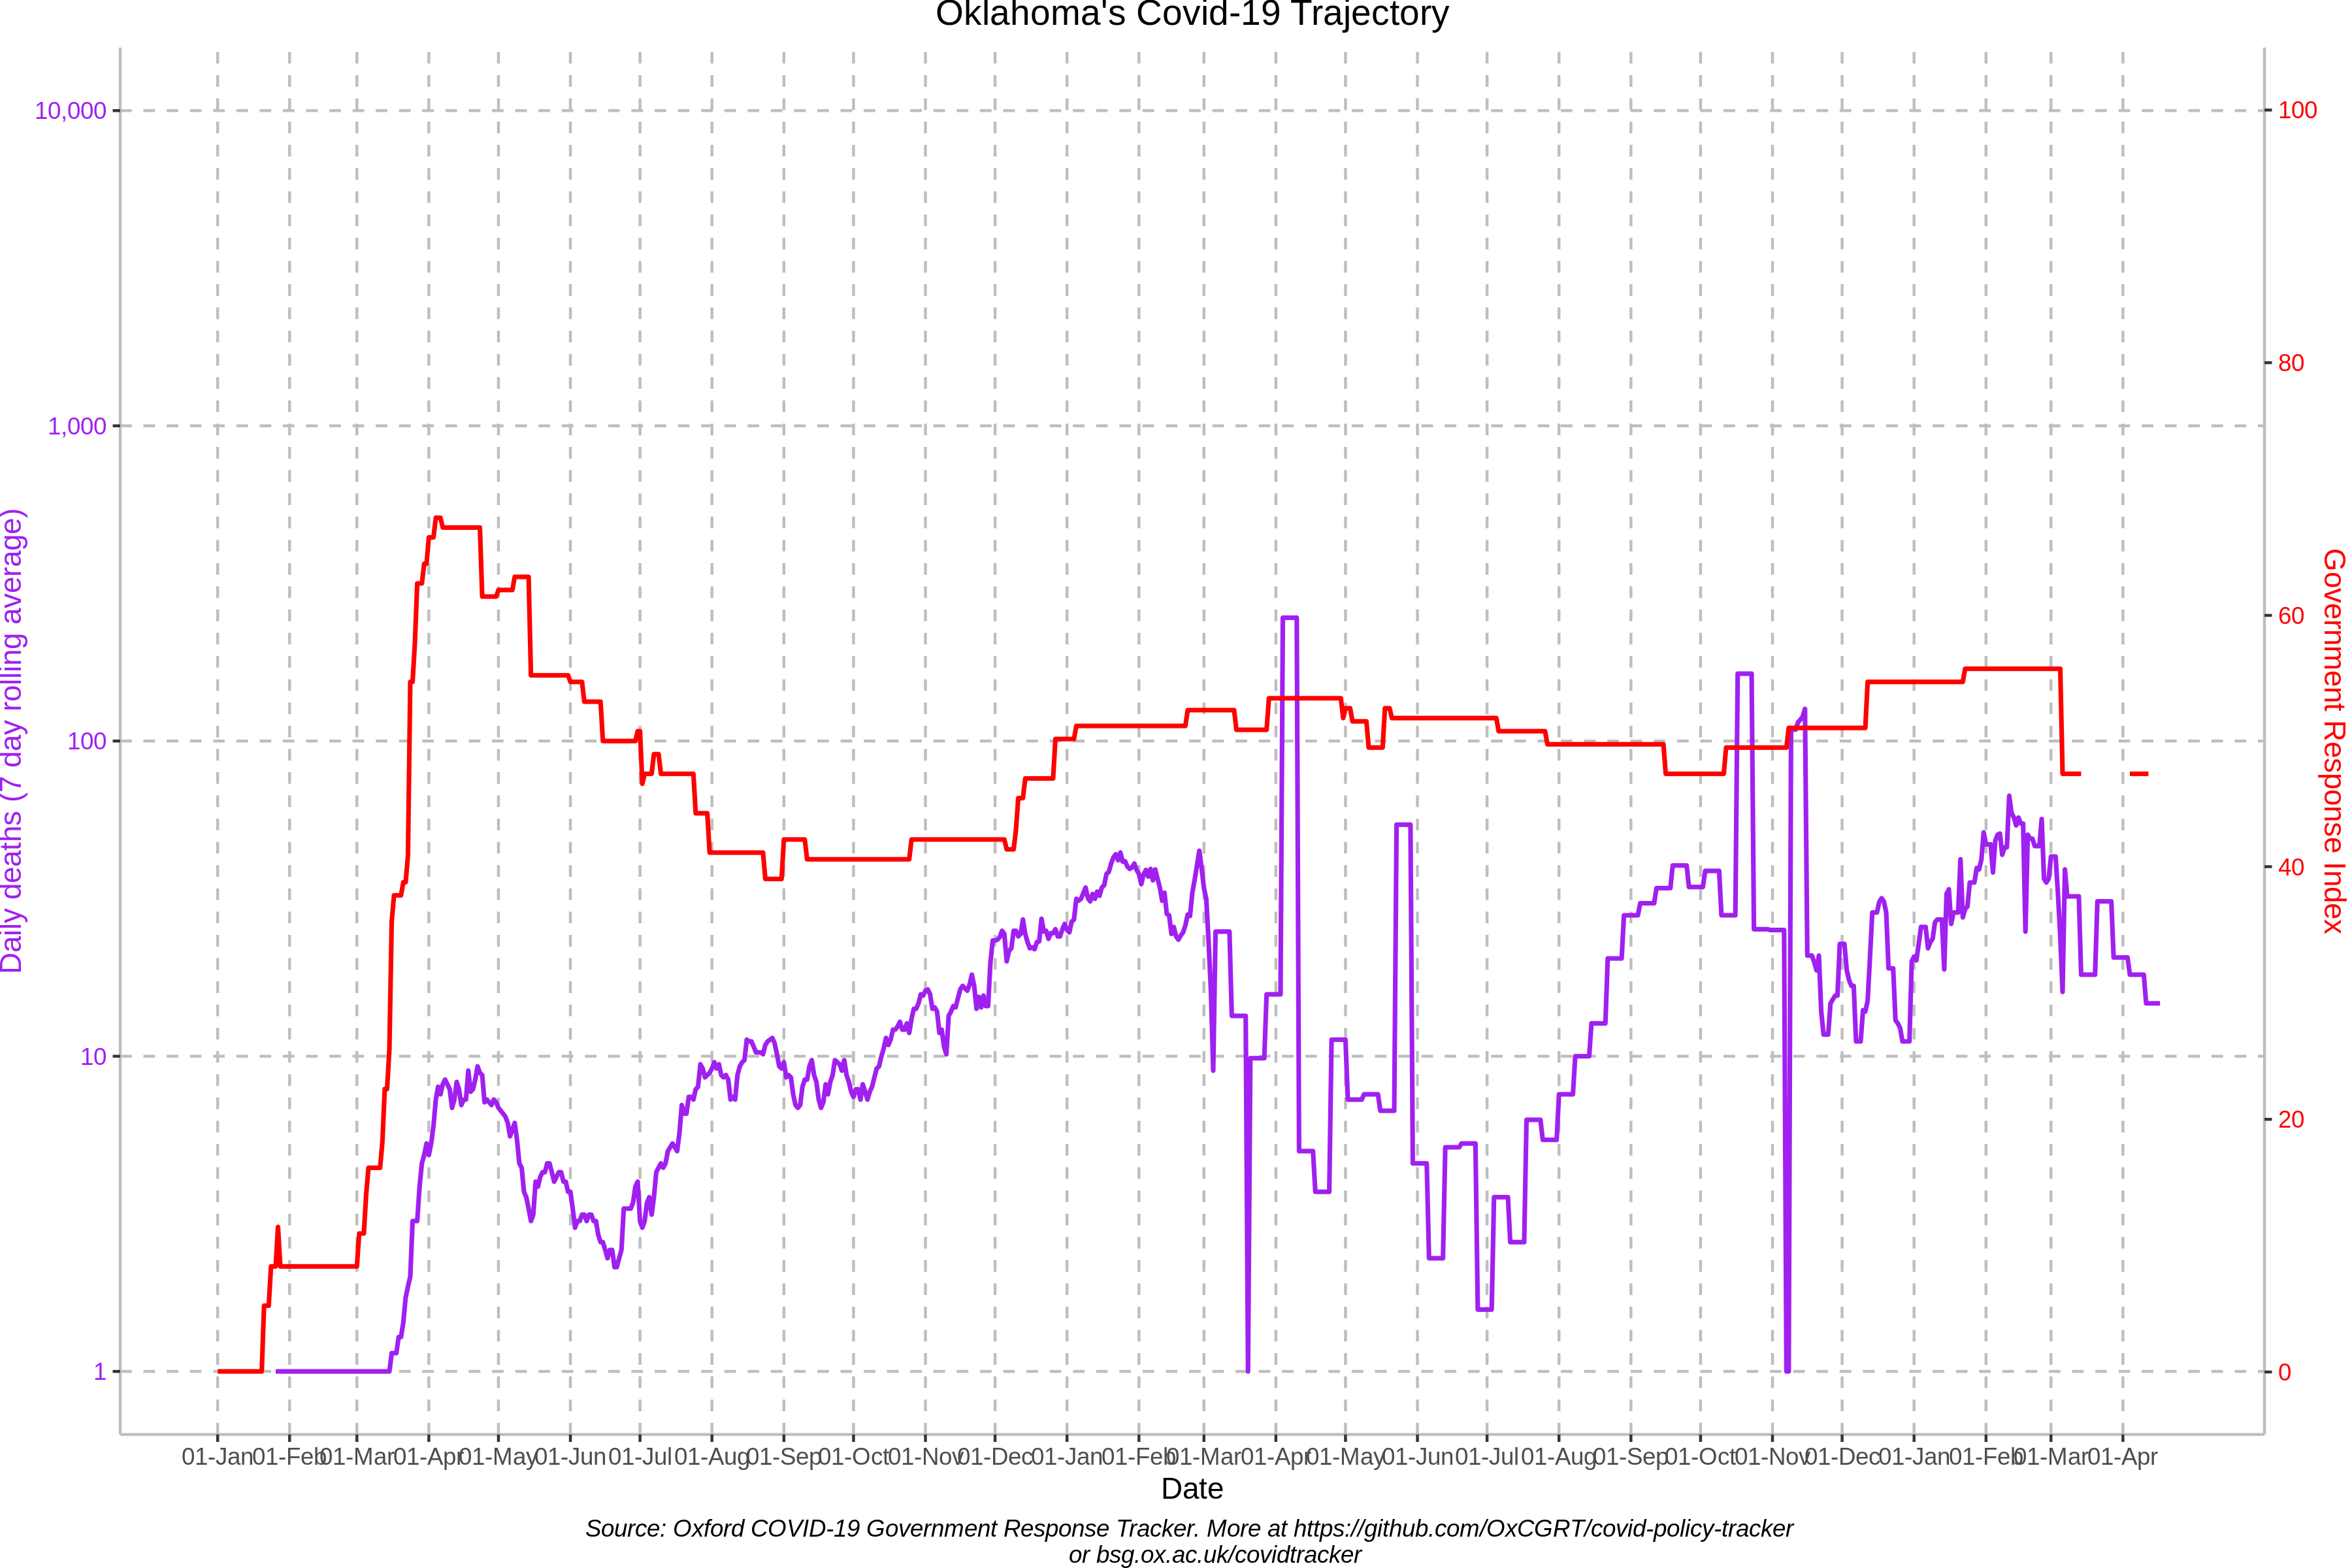 Oklahoma's Covid-19 Trajectory
Daily deaths (7 day rolling average)
10,000
1,000
100
10
1
100
80
60
40
20
0
Government Response Index
01-Jan 01-Feb 01-Mar 01-Apr 01-May 01-Jun 01-Jul 01-Aug 01-Sep 01-Oct 01-Nov 01-Dec 01-Jan 01-Feb 01-Mar 01-Apr 01-May 01-Jun 01-Jul 01-Aug 01-Sep 01-Oct 01-Nov 01-Dec 01-Jan 01-Feb 01-Mar 01-Apr
Date
Source: Oxford COVID-19 Government Response Tracker. More at https://github.com/OxCGRT/covid-policy-tracker
or bsg.ox.ac.uk/covidtracker